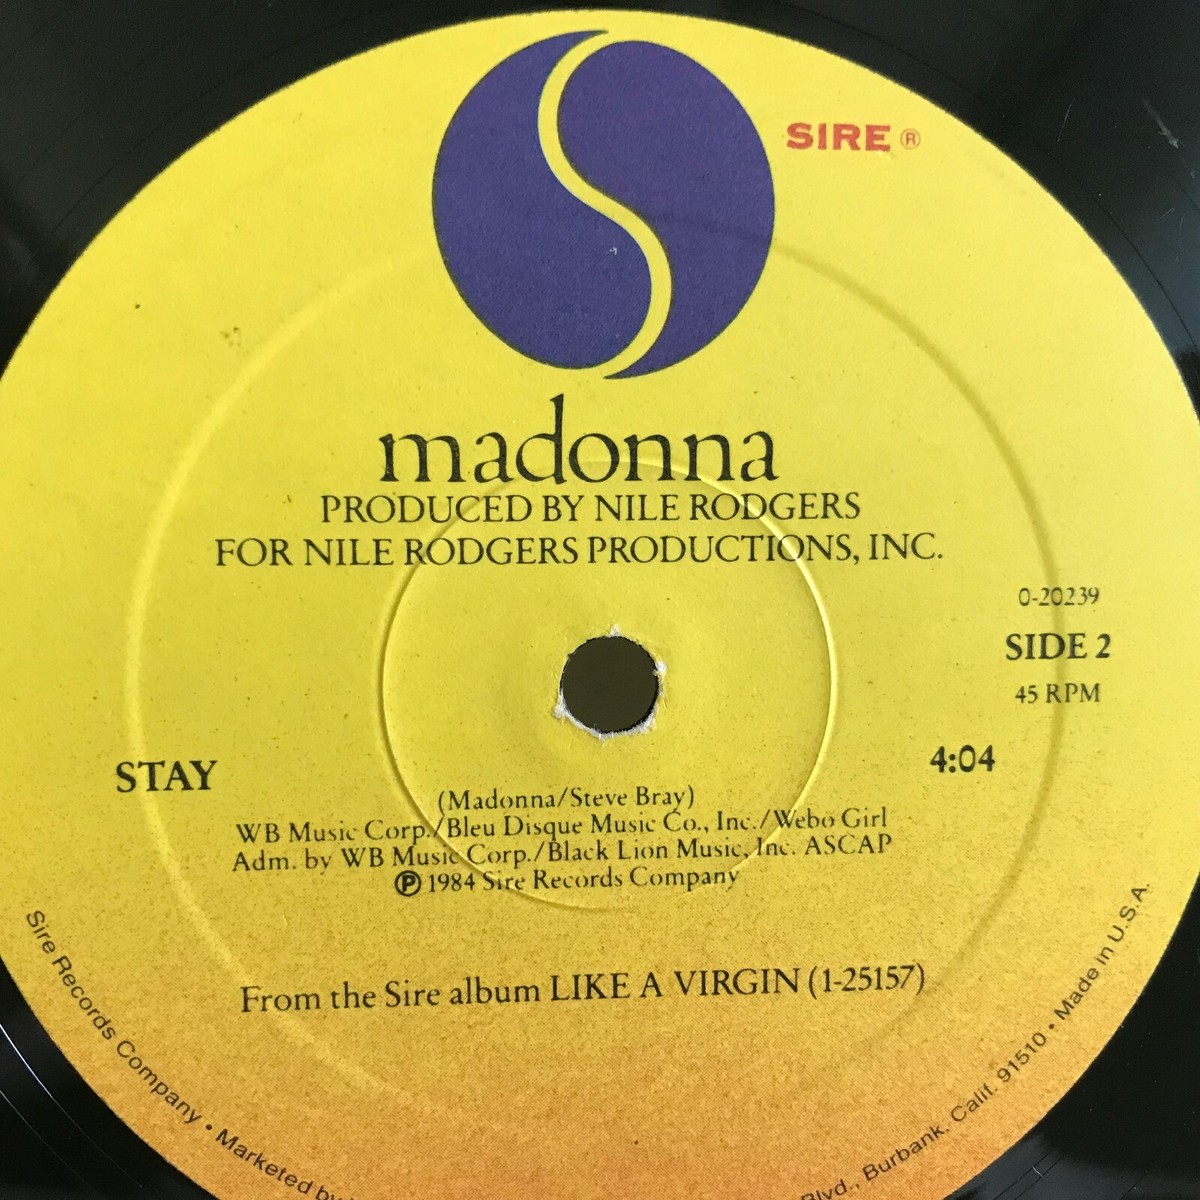 SIRE ®
madonna
PRODUCED BY NILE RODGERS
FOR NILE RODGERS PRODUCTIONS, INC.
0-20239
SIDE 2
45 RPM
STAY
4:04
(Madonna/Steve Bray)
WB Music Corp./Bleu Disque Music Co., Inc./Webo Girl
Adm. by WB Music Corp./Black Lion Music, Inc. ASCAP
Ⓟ 1984 Sire Records Company
From the Sire album LIKE A VIRGIN (1-25157)
Sire Records Company • Marketed by
Blvd., Burbank, Calif. 91510 • Made in U.S.A.